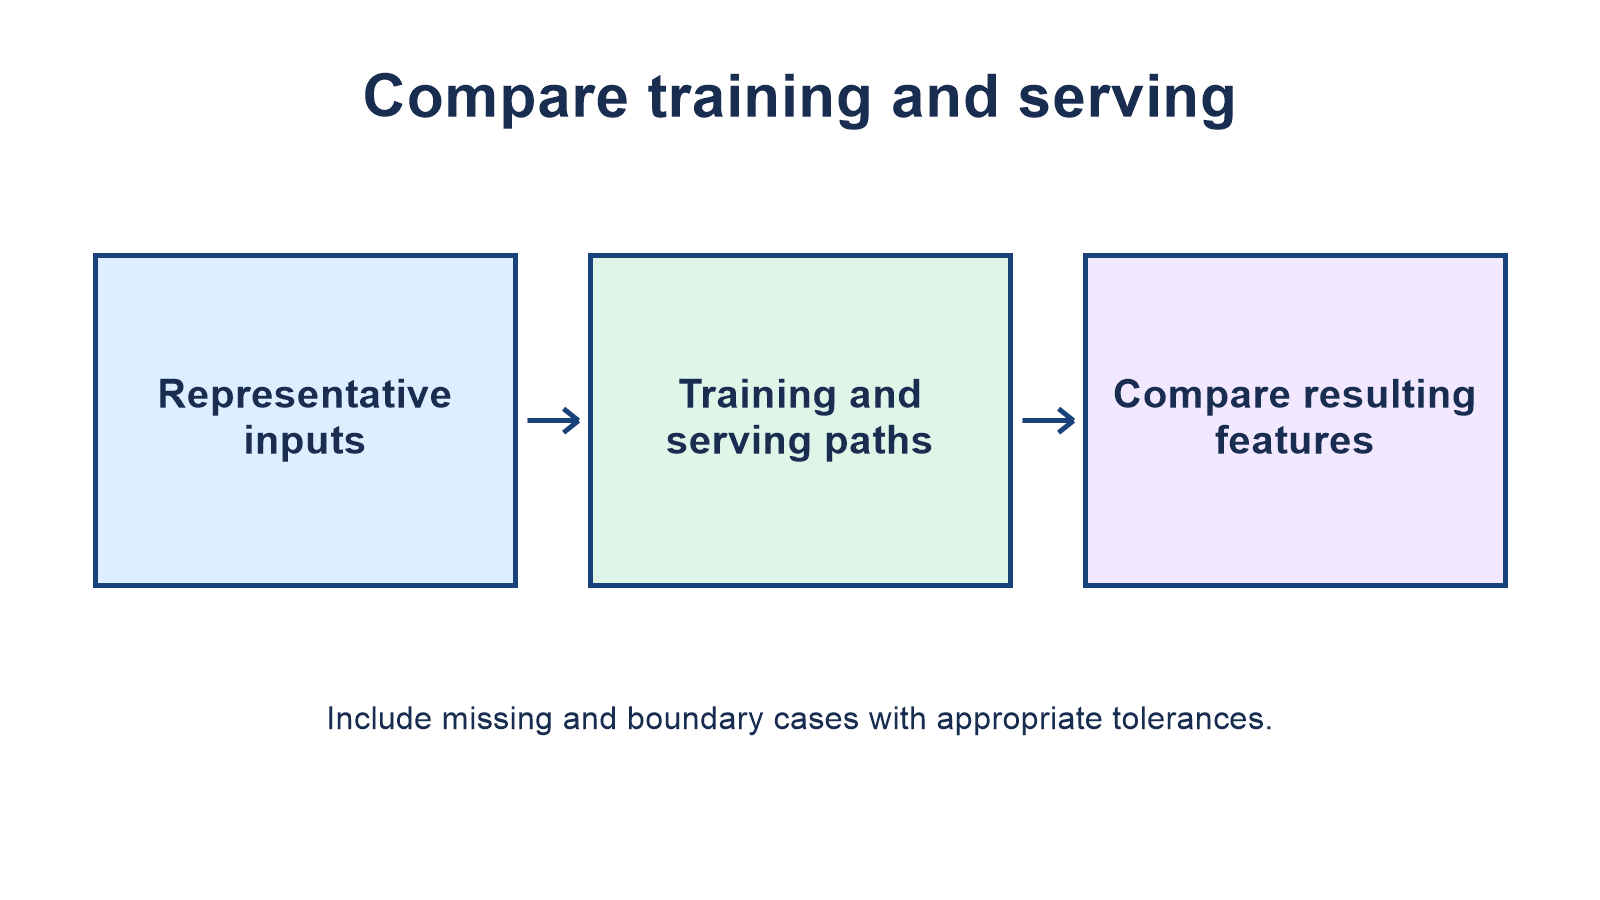 Compare training and serving
Representative
inputs
Training and
serving paths
Compare resulting
features
Include missing and boundary cases with appropriate tolerances.